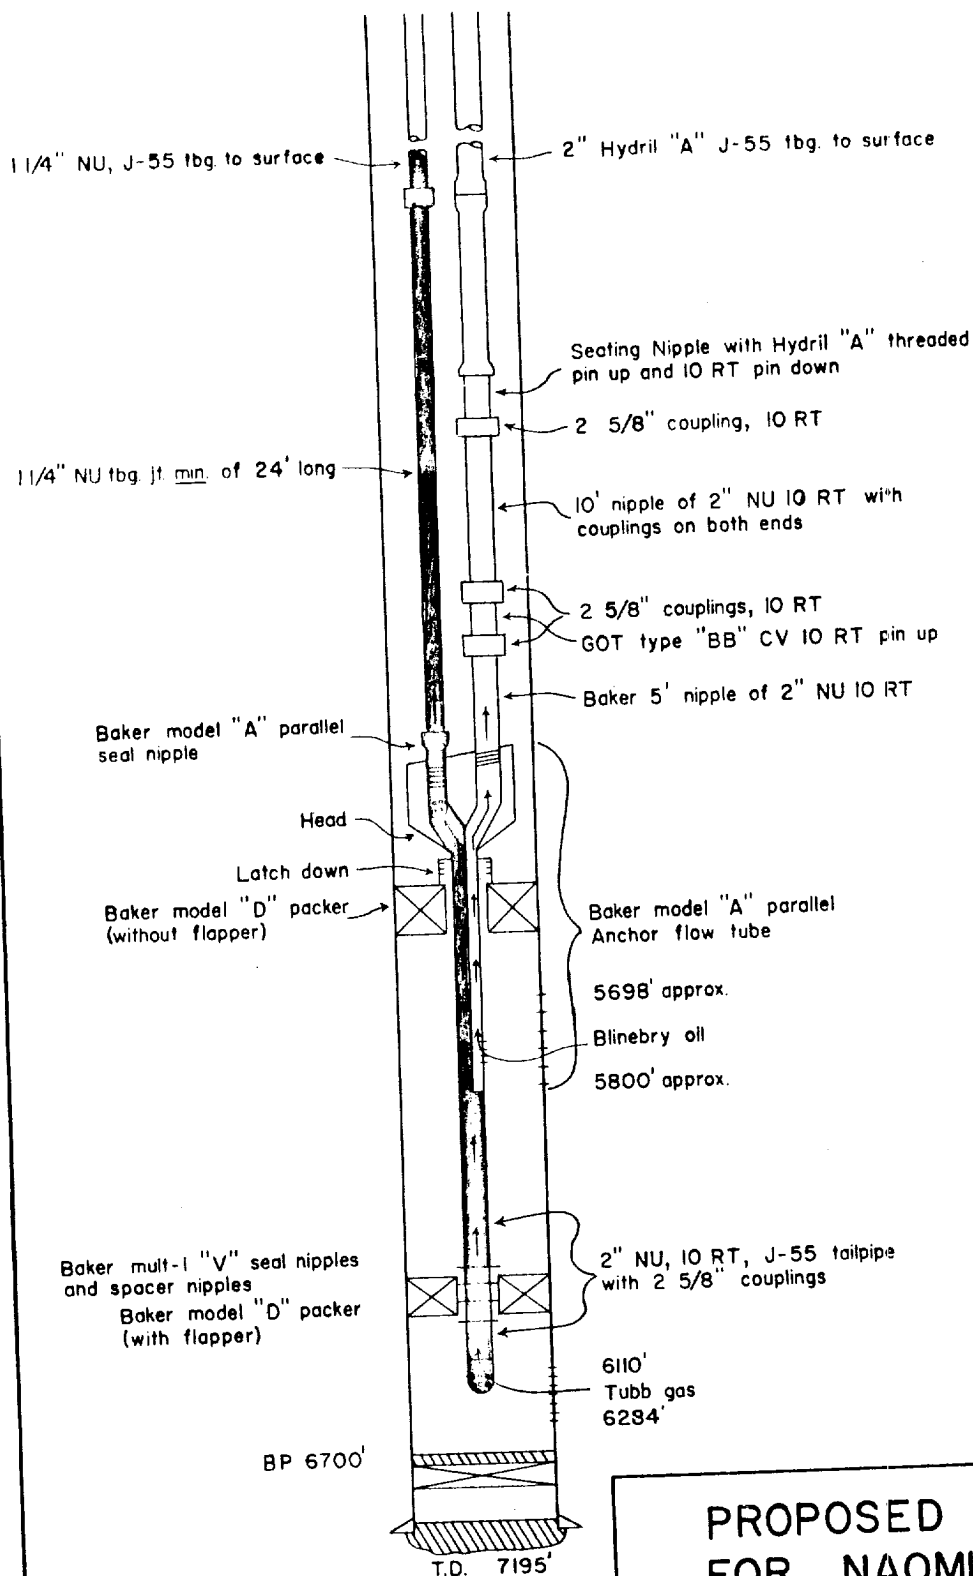 1 1/4" NU, J-55 tbg. to surface
2" Hydril "A" J-55 tbg. to surface
Seating Nipple with Hydril "A" threaded
pin up and 10 RT pin down
2 5/8" coupling, 10 RT
1 1/4" NU tbg. jt. min. of 24' long
10' nipple of 2" NU 10 RT with
couplings on both ends
2 5/8" couplings, 10 RT
GOT type "BB" CV 10 RT pin up
Baker 5' nipple of 2" NU 10 RT
Baker model "A" parallel
seal nipple
Head
Latch down
Baker model "D" packer
(without flapper)
Baker model "A" parallel
Anchor flow tube
5698' approx.
Blinebry oil
5800' approx.
Baker mult-i "V" seal nipples
and spacer nipples
Baker model "D" packer
(with flapper)
2" NU, 10 RT, J-55 tailpipe
with 2 5/8" couplings
6110'
Tubb gas
6284'
BP 6700'
T.D. 7195'
PROPOSED
FOR NAOMI